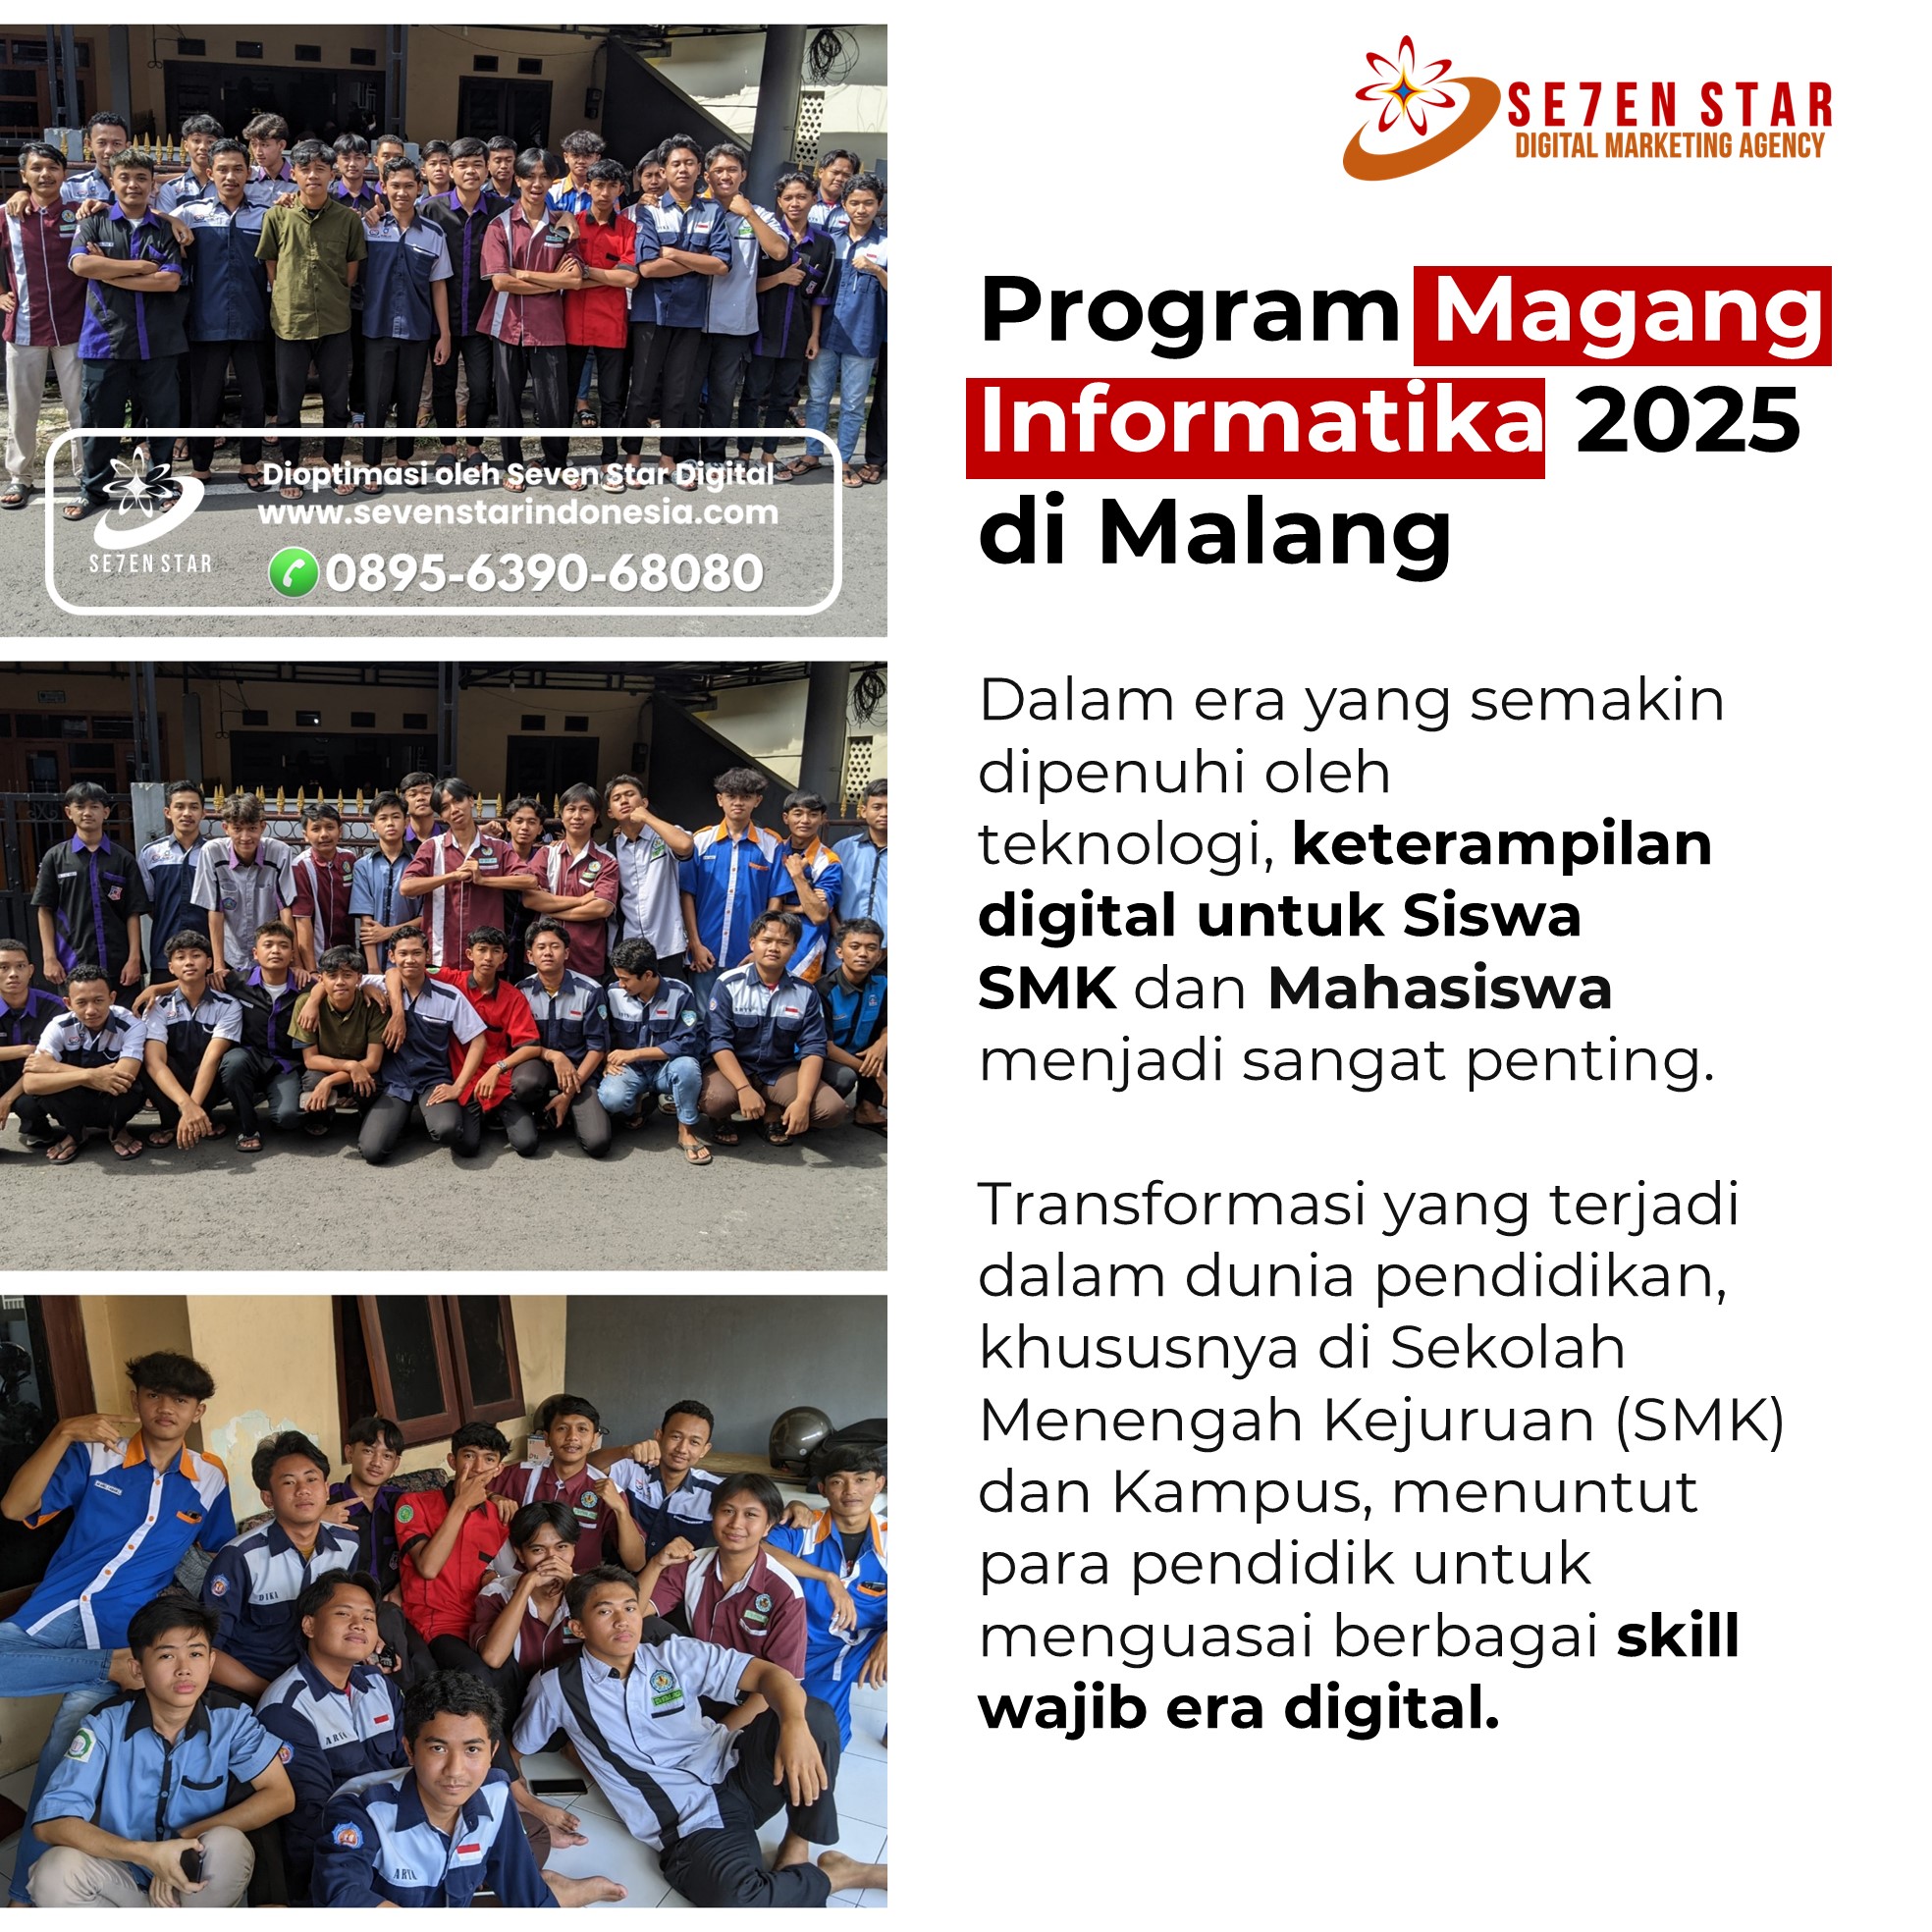 SE7EN STAR
DIGITAL MARKETING AGENCY
Program Magang
Informatika 2025
di Malang
Dalam era yang semakin
dipenuhi oleh
teknologi, keterampilan
digital untuk Siswa
SMK dan Mahasiswa
menjadi sangat penting.
Transformasi yang terjadi
dalam dunia pendidikan,
khususnya di Sekolah
Menengah Kejuruan (SMK)
dan Kampus, menuntut
para pendidik untuk
menguasai berbagai skill
wajib era digital.
Dioptimasi oleh Seven Star Digital
www.sevenstarindonesia.com
SE7EN STAR
0895-6390-68080
DIKA
ARYA